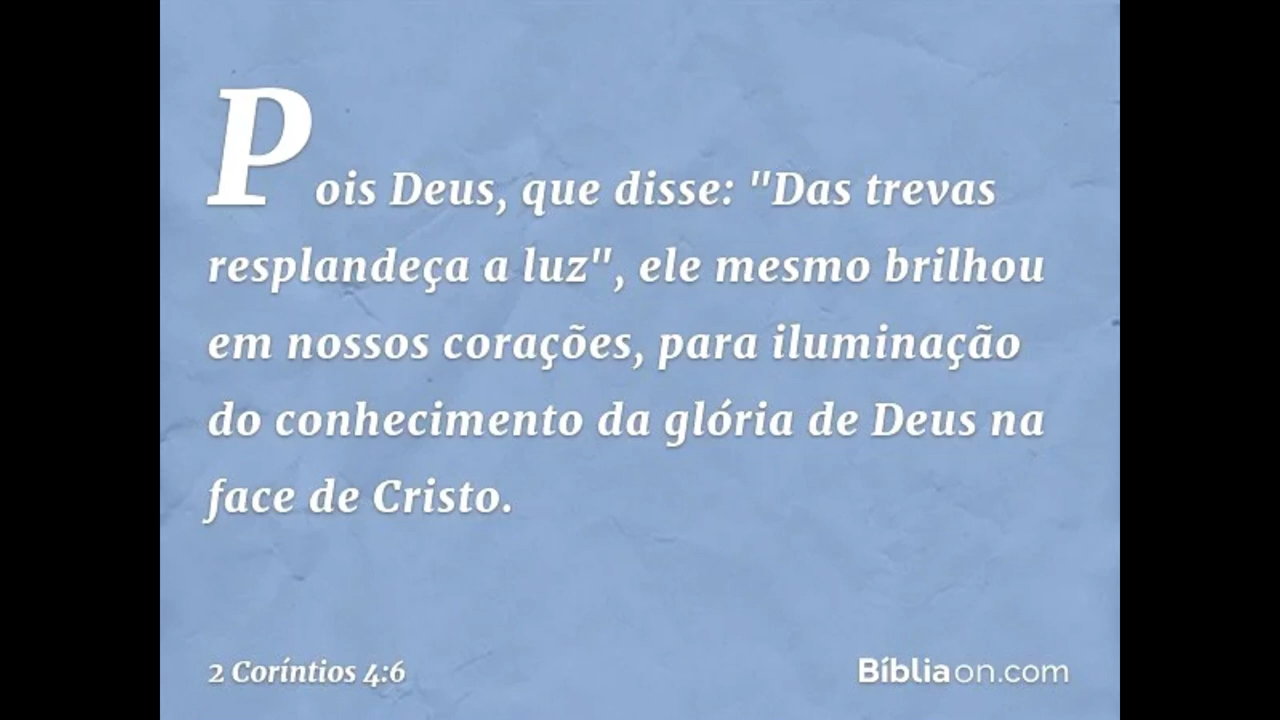 Pois Deus, que disse: "Das trevas
resplandeça a luz", ele mesmo brilhou
em nossos corações, para iluminação
do conhecimento da glória de Deus na
face de Cristo.
2 Coríntios 4:6
Bíbliaon.com